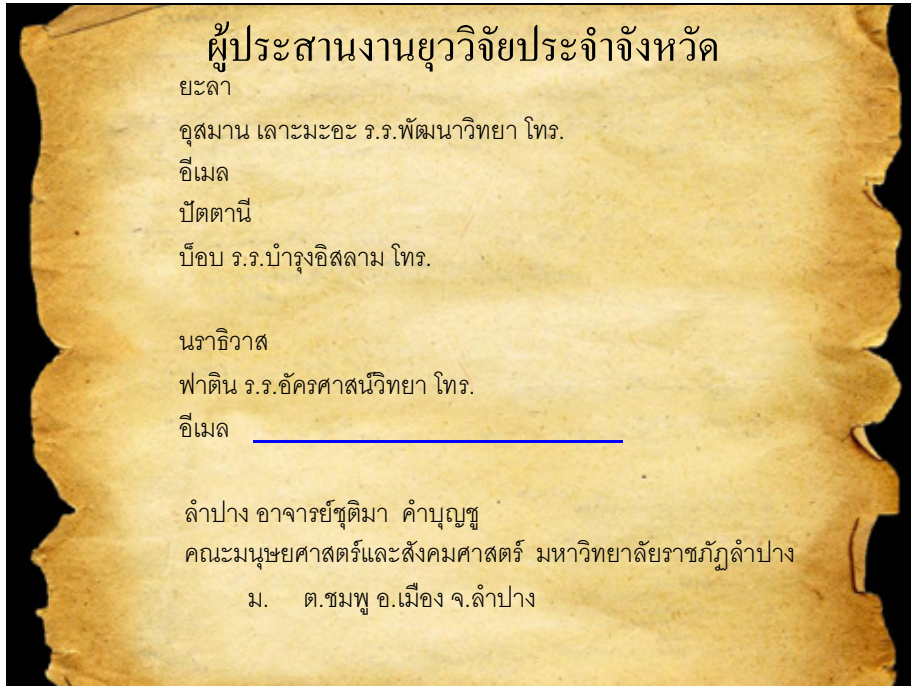 ผู้ประสานงานยุววิจัยประจำจังหวัด
ยะลา
อุสมาน เลาะมะอะ ร.ร.พัฒนาวิทยา โทร.
อีเมล
ปัตตานี
บ็อบ ร.ร.บำรุงอิสลาม โทร.
นราธิวาส
ฟาติน ร.ร.อัครศาสน์วิทยา โทร.
อีเมล
ลำปาง อาจารย์ชุติมา คำบุญชู
คณะมนุษยศาสตร์และสังคมศาสตร์ มหาวิทยาลัยราชภัฏลำปาง
ม. ต.ชมพู อ.เมือง จ.ลำปาง